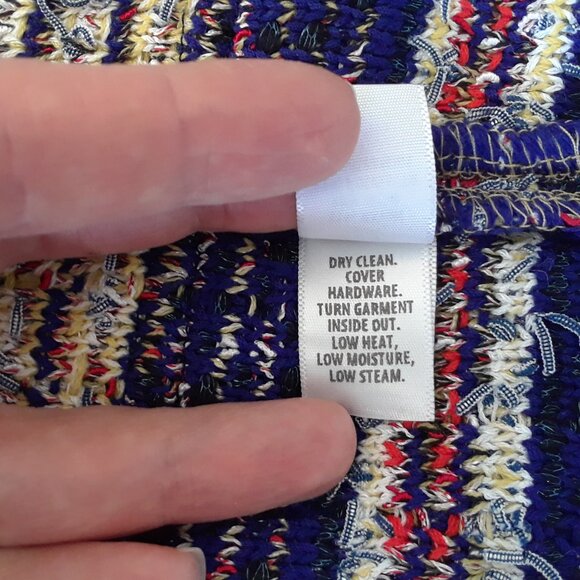 DRY CLEAN.
COVER
HARDWARE.
TURN GARMENT
INSIDE OUT.
LOW HEAT,
LOW MOISTURE,
LOW STEAM.